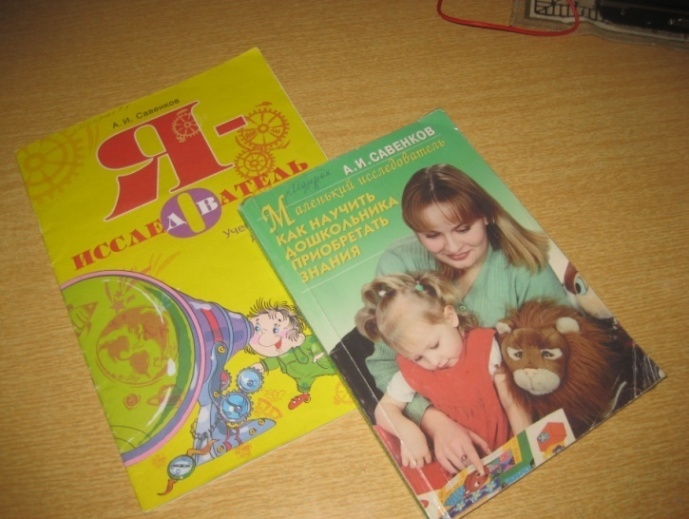 А. И. Савенков
Я-
ИССЛЕДОВАТЕЛЬ
А.И.САВЕНКОВ
Маленький исследователь
КАК НАУЧИТЬ
ДОШКОЛЬНИКА
ПРИОБРЕТАТЬ
ЗНАНИЯ